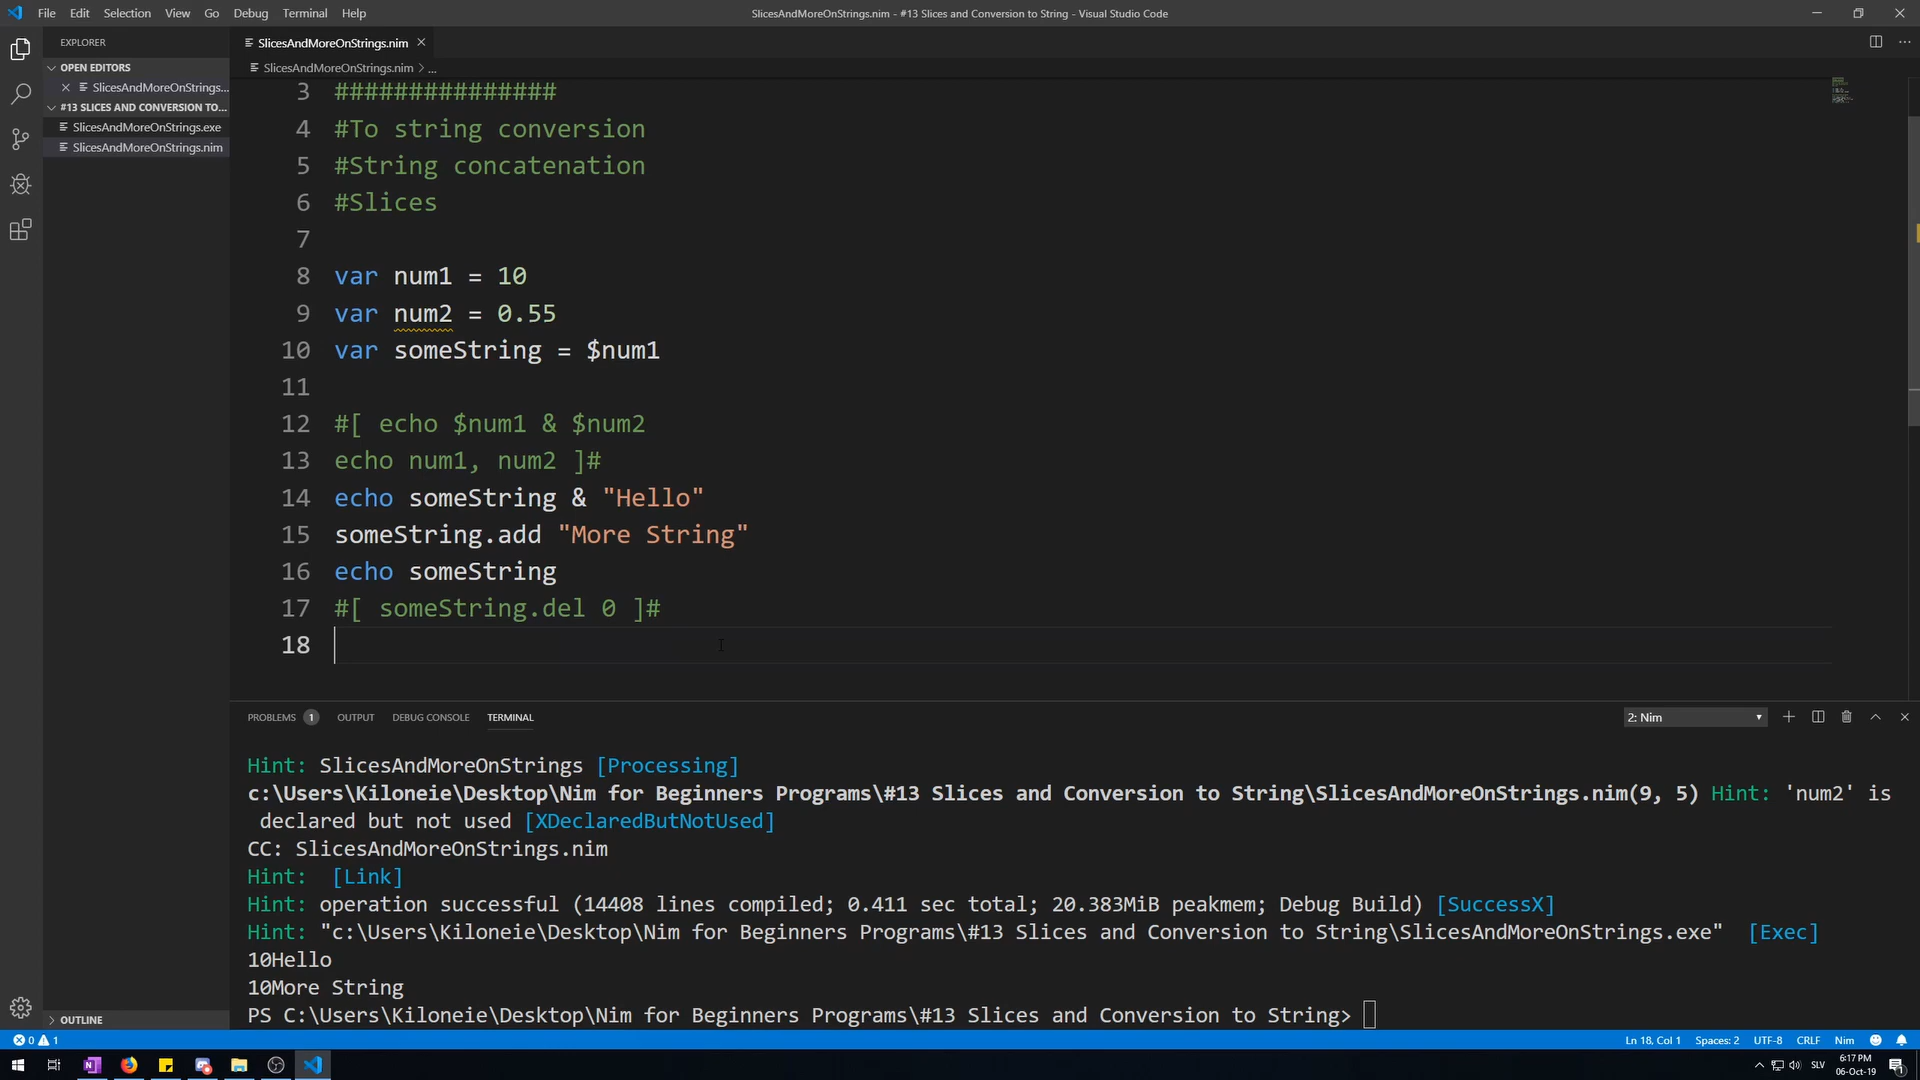 File Edit Selection View Go Debug Terminal Help
SlicesAndMoreOnStrings.nim - #13 Slices and Conversion to String - Visual Studio Code
EXPLORER
OPEN EDITORS
SlicesAndMoreOnStrings...
#13 SLICES AND CONVERSION TO...
SlicesAndMoreOnStrings.exe
SlicesAndMoreOnStrings.nim
OUTLINE
SlicesAndMoreOnStrings.nim
SlicesAndMoreOnStrings.nim > ...
3 ###############
4 #To string conversion
5 #String concatenation
6 #Slices
7
8 var num1 = 10
9 var num2 = 0.55
10 var someString = $num1
11
12 #[ echo $num1 & $num2
13 echo num1, num2 ]#
14 echo someString & "Hello"
15 someString.add "More String"
16 echo someString
17 #[ someString.del 0 ]#
18
PROBLEMS 1 OUTPUT DEBUG CONSOLE TERMINAL
2: Nim
Hint: SlicesAndMoreOnStrings [Processing]
c:\Users\Kiloneie\Desktop\Nim for Beginners Programs\#13 Slices and Conversion to String\SlicesAndMoreOnStrings.nim(9, 5) Hint: 'num2' is
declared but not used [XDeclaredButNotUsed]
CC: SlicesAndMoreOnStrings.nim
Hint: [Link]
Hint: operation successful (14408 lines compiled; 0.411 sec total; 20.383MiB peakmem; Debug Build) [SuccessX]
Hint: "c:\Users\Kiloneie\Desktop\Nim for Beginners Programs\#13 Slices and Conversion to String\SlicesAndMoreOnStrings.exe" [Exec]
10Hello
10More String
PS C:\Users\Kiloneie\Desktop\Nim for Beginners Programs\#13 Slices and Conversion to String>
0 1
Ln 18, Col 1 Spaces: 2 UTF-8 CRLF Nim
SLV
6:17 PM
06-Oct-19